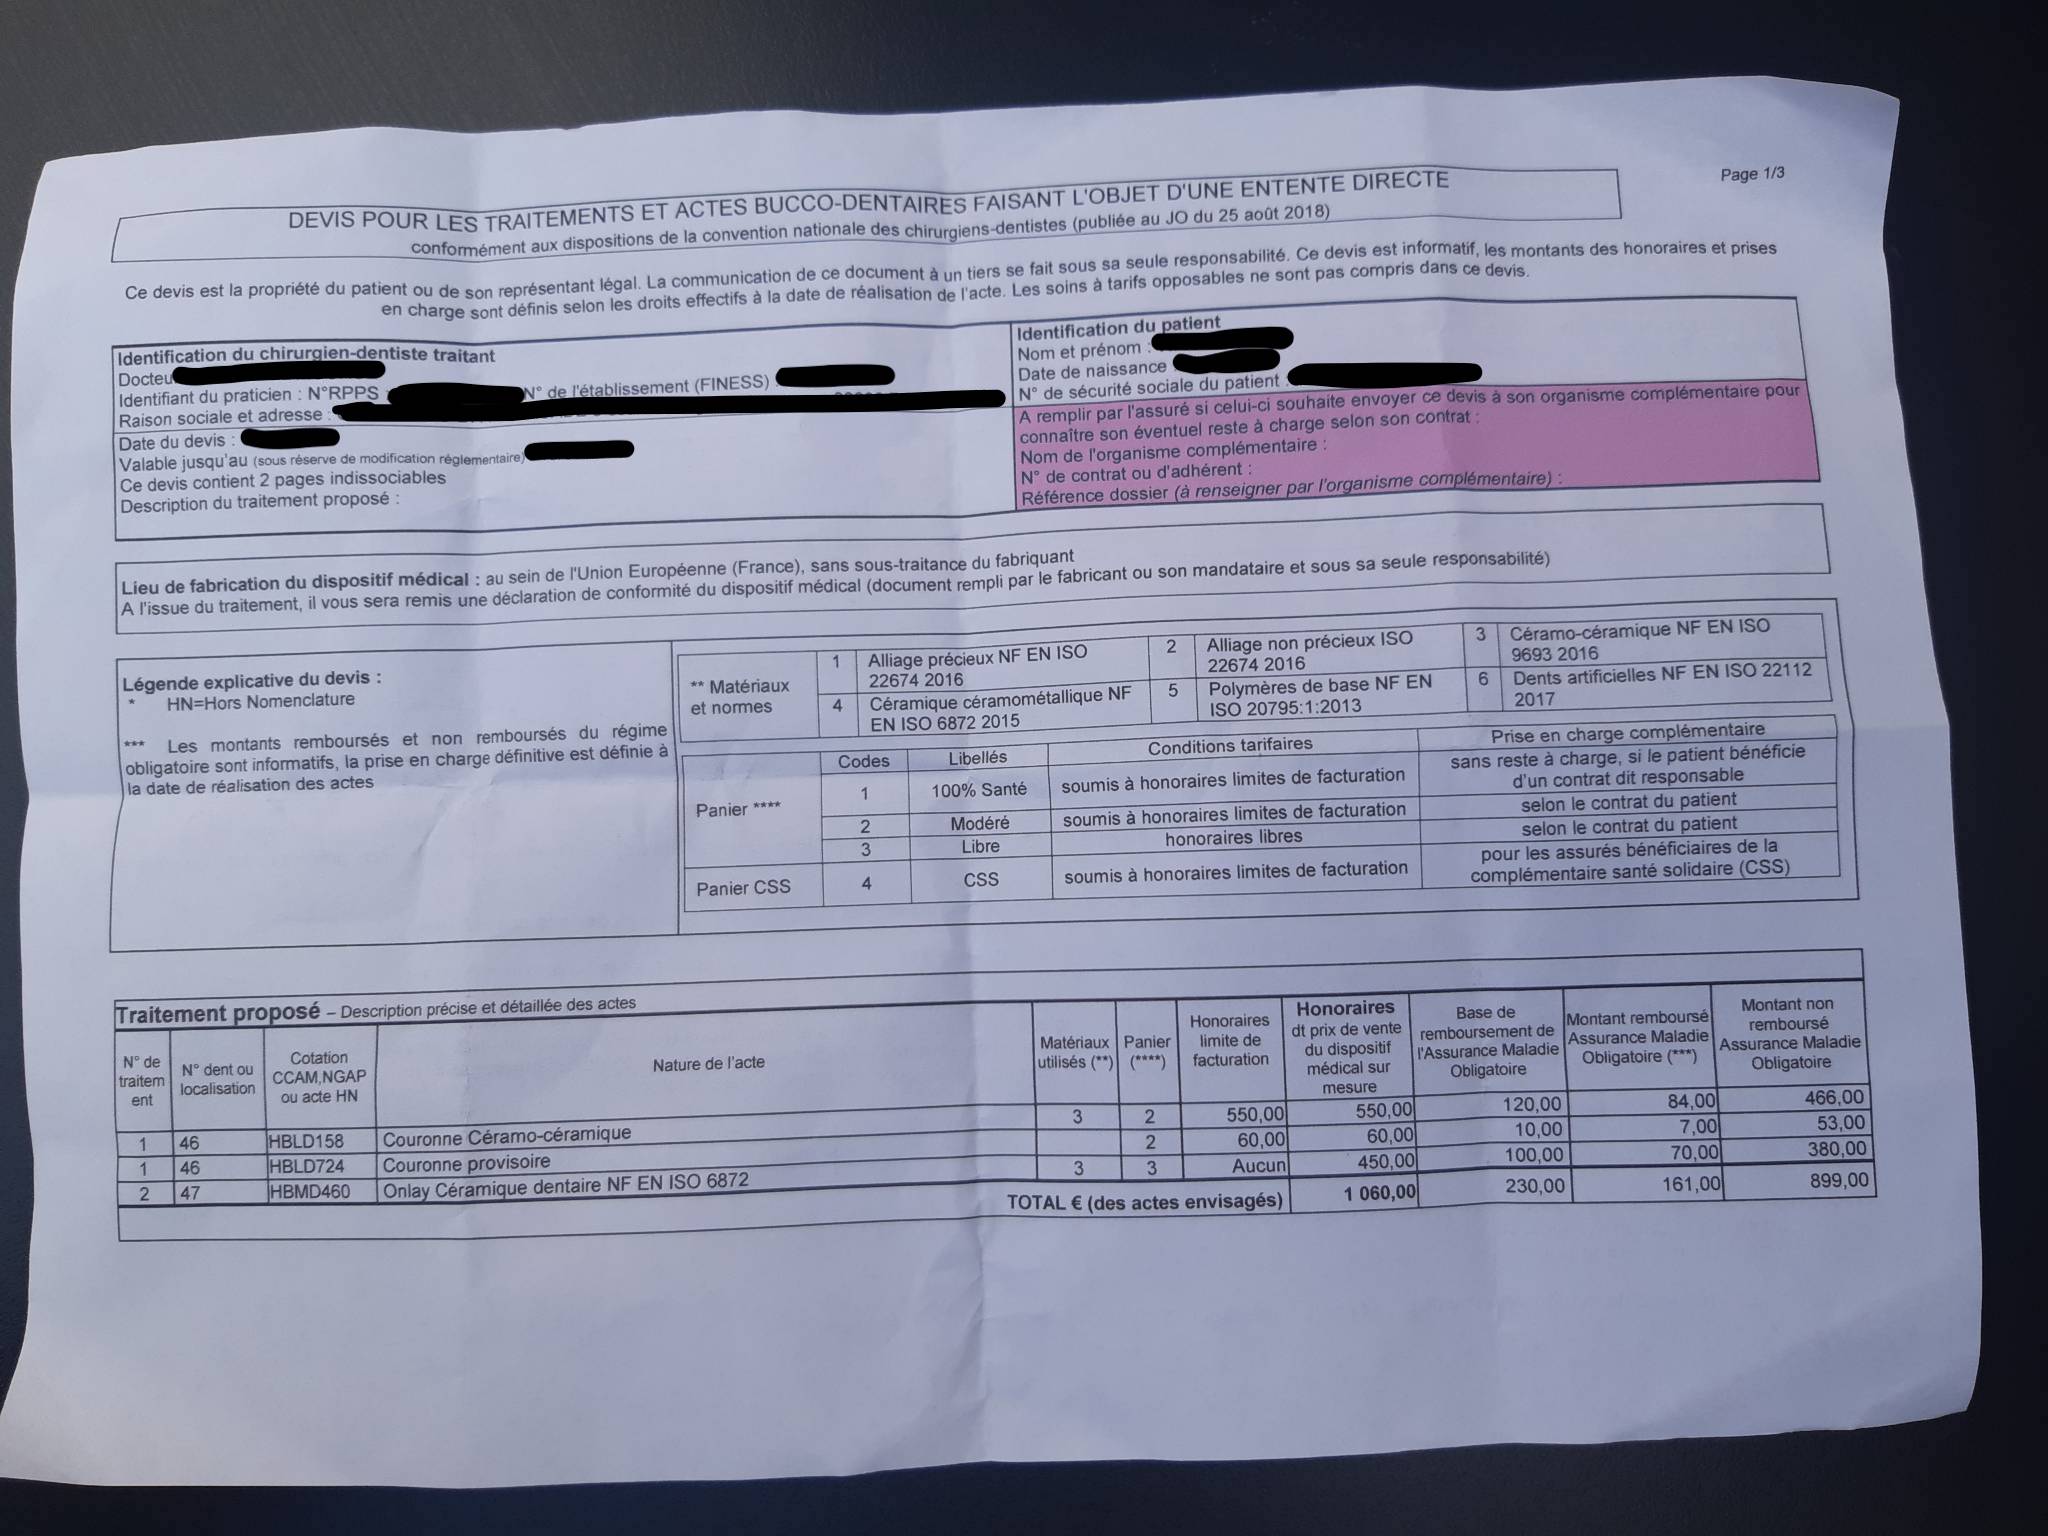 Page 1/3
DEVIS POUR LES TRAITEMENTS ET ACTES BUCCO-DENTAIRES FAISANT L'OBJET D'UNE ENTENTE DIRECTE
conformément aux dispositions de la convention nationale des chirurgiens-dentistes (publiée au JO du 25 août 2018)
Ce devis est la propriété du patient ou de son représentant légal. La communication de ce document à un tiers se fait sous sa seule responsabilité. Ce devis est informatif, les montants des honoraires et prises
en charge sont définis selon les droits effectifs à la date de réalisation de l'acte. Les soins à tarifs opposables ne sont pas compris dans ce devis.
Identification du chirurgien-dentiste traitant
Docteu
Identifiant du praticien : N°RPPS : N° de l'établissement (FINESS) :
Raison sociale et adresse :
Date du devis :
Valable jusqu'au (sous réserve de modification réglementaire)
Ce devis contient 2 pages indissociables
Description du traitement proposé :
Identification du patient
Nom et prénom :
Date de naissance
N° de sécurité sociale du patient :
A remplir par l'assuré si celui-ci souhaite envoyer ce devis à son organisme complémentaire pour
connaître son éventuel reste à charge selon son contrat :
Nom de l'organisme complémentaire :
N° de contrat ou d'adhérent :
Référence dossier (à renseigner par l'organisme complémentaire) :
Lieu de fabrication du dispositif médical : au sein de l'Union Européenne (France), sans sous-traitance du fabriquant
A l'issue du traitement, il vous sera remis une déclaration de conformité du dispositif médical (document rempli par le fabricant ou son mandataire et sous sa seule responsabilité)
Légende explicative du devis :
* HN=Hors Nomenclature
*** Les montants remboursés et non remboursés du régime
obligatoire sont informatifs, la prise en charge définitive est définie à
la date de réalisation des actes
** Matériaux
et normes
1 Alliage précieux NF EN ISO
22674 2016
2 Alliage non précieux ISO
22674 2016
3 Céramo-céramique NF EN ISO
9693 2016
4 Céramique céramométallique NF
EN ISO 6872 2015
5 Polymères de base NF EN
ISO 20795:1:2013
6 Dents artificielles NF EN ISO 22112
2017
Panier ****
Codes Libellés Conditions tarifaires Prise en charge complémentaire
1 100% Santé soumis à honoraires limites de facturation sans reste à charge, si le patient bénéficie
d'un contrat dit responsable
2 Modéré soumis à honoraires limites de facturation selon le contrat du patient
3 Libre honoraires libres selon le contrat du patient
Panier CSS 4 CSS soumis à honoraires limites de facturation pour les assurés bénéficiaires de la
complémentaire santé solidaire (CSS)
Traitement proposé – Description précise et détaillée des actes
N° de
traitem
ent
N° dent ou
localisation
Cotation
CCAM,NGAP
ou acte HN
Nature de l'acte
Matériaux
utilisés (**)
Panier
(****)
Honoraires
limite de
facturation
Honoraires
dt prix de vente
du dispositif
médical sur
mesure
Base de
remboursement de
l'Assurance Maladie
Obligatoire
Montant remboursé
Assurance Maladie
Obligatoire (***)
Montant non
remboursé
Assurance Maladie
Obligatoire
1 46 HBLD158 Couronne Céramo-céramique 3 2 550,00 550,00 120,00 84,00 466,00
1 46 HBLD724 Couronne provisoire 2 60,00 60,00 10,00 7,00 53,00
2 47 HBMD460 Onlay Céramique dentaire NF EN ISO 6872 3 3 Aucun 450,00 100,00 70,00 380,00
TOTAL € (des actes envisagés) 1 060,00 230,00 161,00 899,00